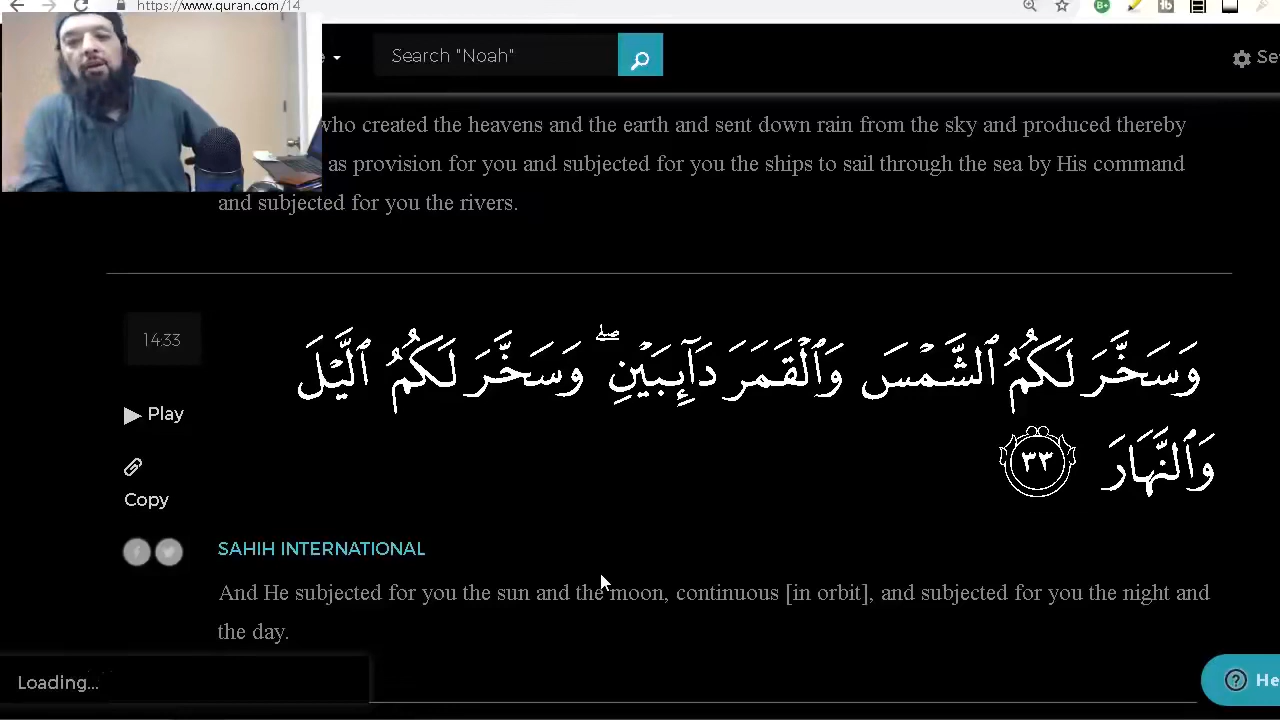 https://www.quran.com/14
Search "Noah"
who created the heavens and the earth and sent down rain from the sky and produced thereby
as provision for you and subjected for you the ships to sail through the sea by His command
and subjected for you the rivers.
14:33
وَسَخَّرَ لَكُمُ ٱلشَّمْسَ وَٱلْقَمَرَ دَآئِبَيْنِ ۖ وَسَخَّرَ لَكُمُ ٱلَّيْلَ
وَٱلنَّهَارَ ٣٣
Play
Copy
SAHIH INTERNATIONAL
And He subjected for you the sun and the moon, continuous [in orbit], and subjected for you the night and
the day.
Loading...